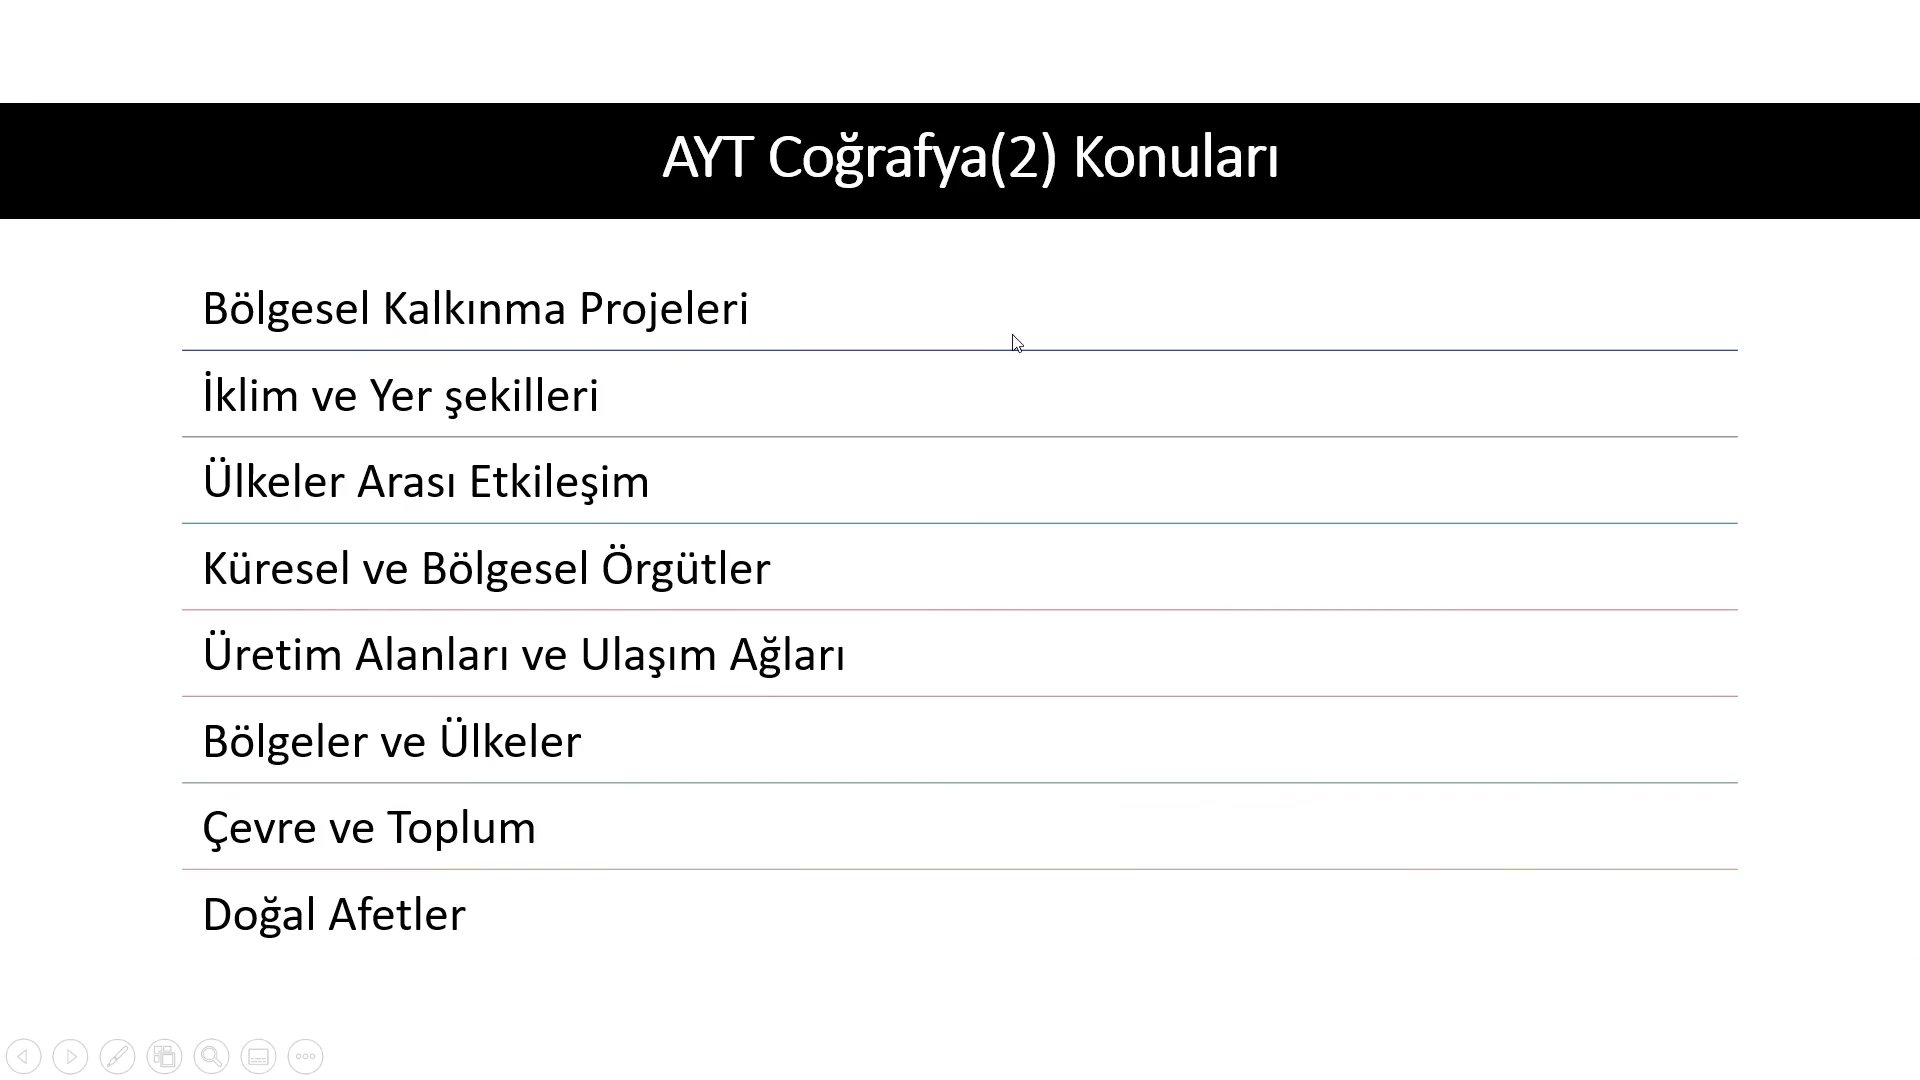 AYT Coğrafya(2) Konuları
Bölgesel Kalkınma Projeleri
İklim ve Yer şekilleri
Ülkeler Arası Etkileşim
Küresel ve Bölgesel Örgütler
Üretim Alanları ve Ulaşım Ağları
Bölgeler ve Ülkeler
Çevre ve Toplum
Doğal Afetler